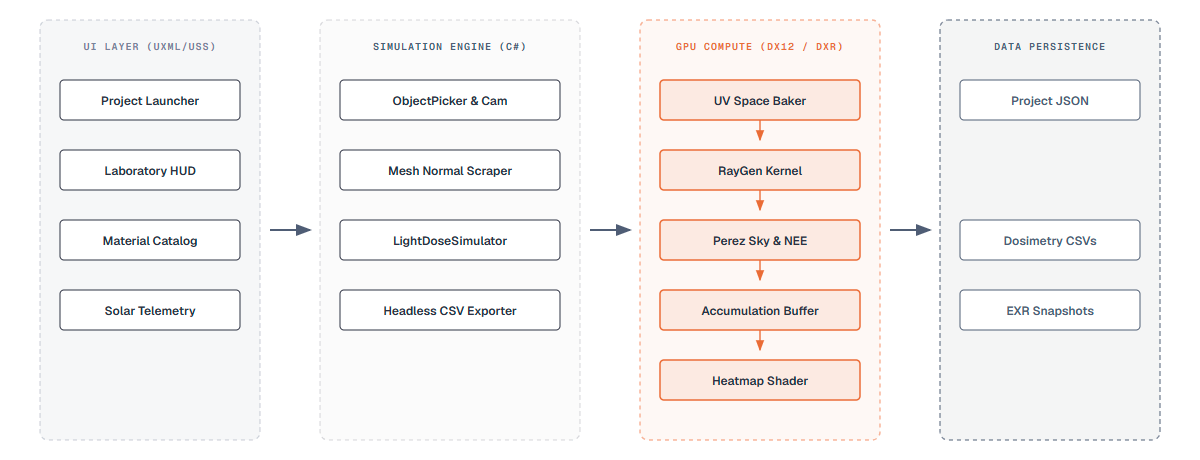 UI LAYER (UXML/USS)
Project Launcher
Laboratory HUD
Material Catalog
Solar Telemetry
SIMULATION ENGINE (C#)
ObjectPicker & Cam
Mesh Normal Scraper
LightDoseSimulator
Headless CSV Exporter
GPU COMPUTE (DX12 / DXR)
UV Space Baker
RayGen Kernel
Perez Sky & NEE
Accumulation Buffer
Heatmap Shader
DATA PERSISTENCE
Project JSON
Dosimetry CSVs
EXR Snapshots